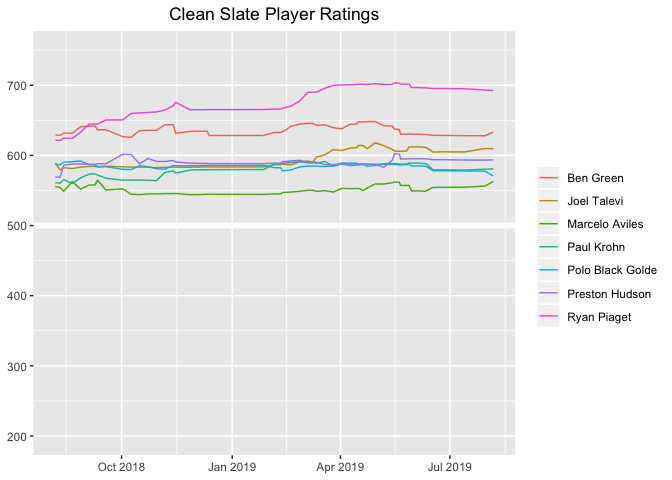 Clean Slate Player Ratings
700
600
500
400
300
200
Oct 2018
Jan 2019
Apr 2019
Jul 2019
Ben Green
Joel Talevi
Marcelo Aviles
Paul Krohn
Polo Black Golde
Preston Hudson
Ryan Piaget